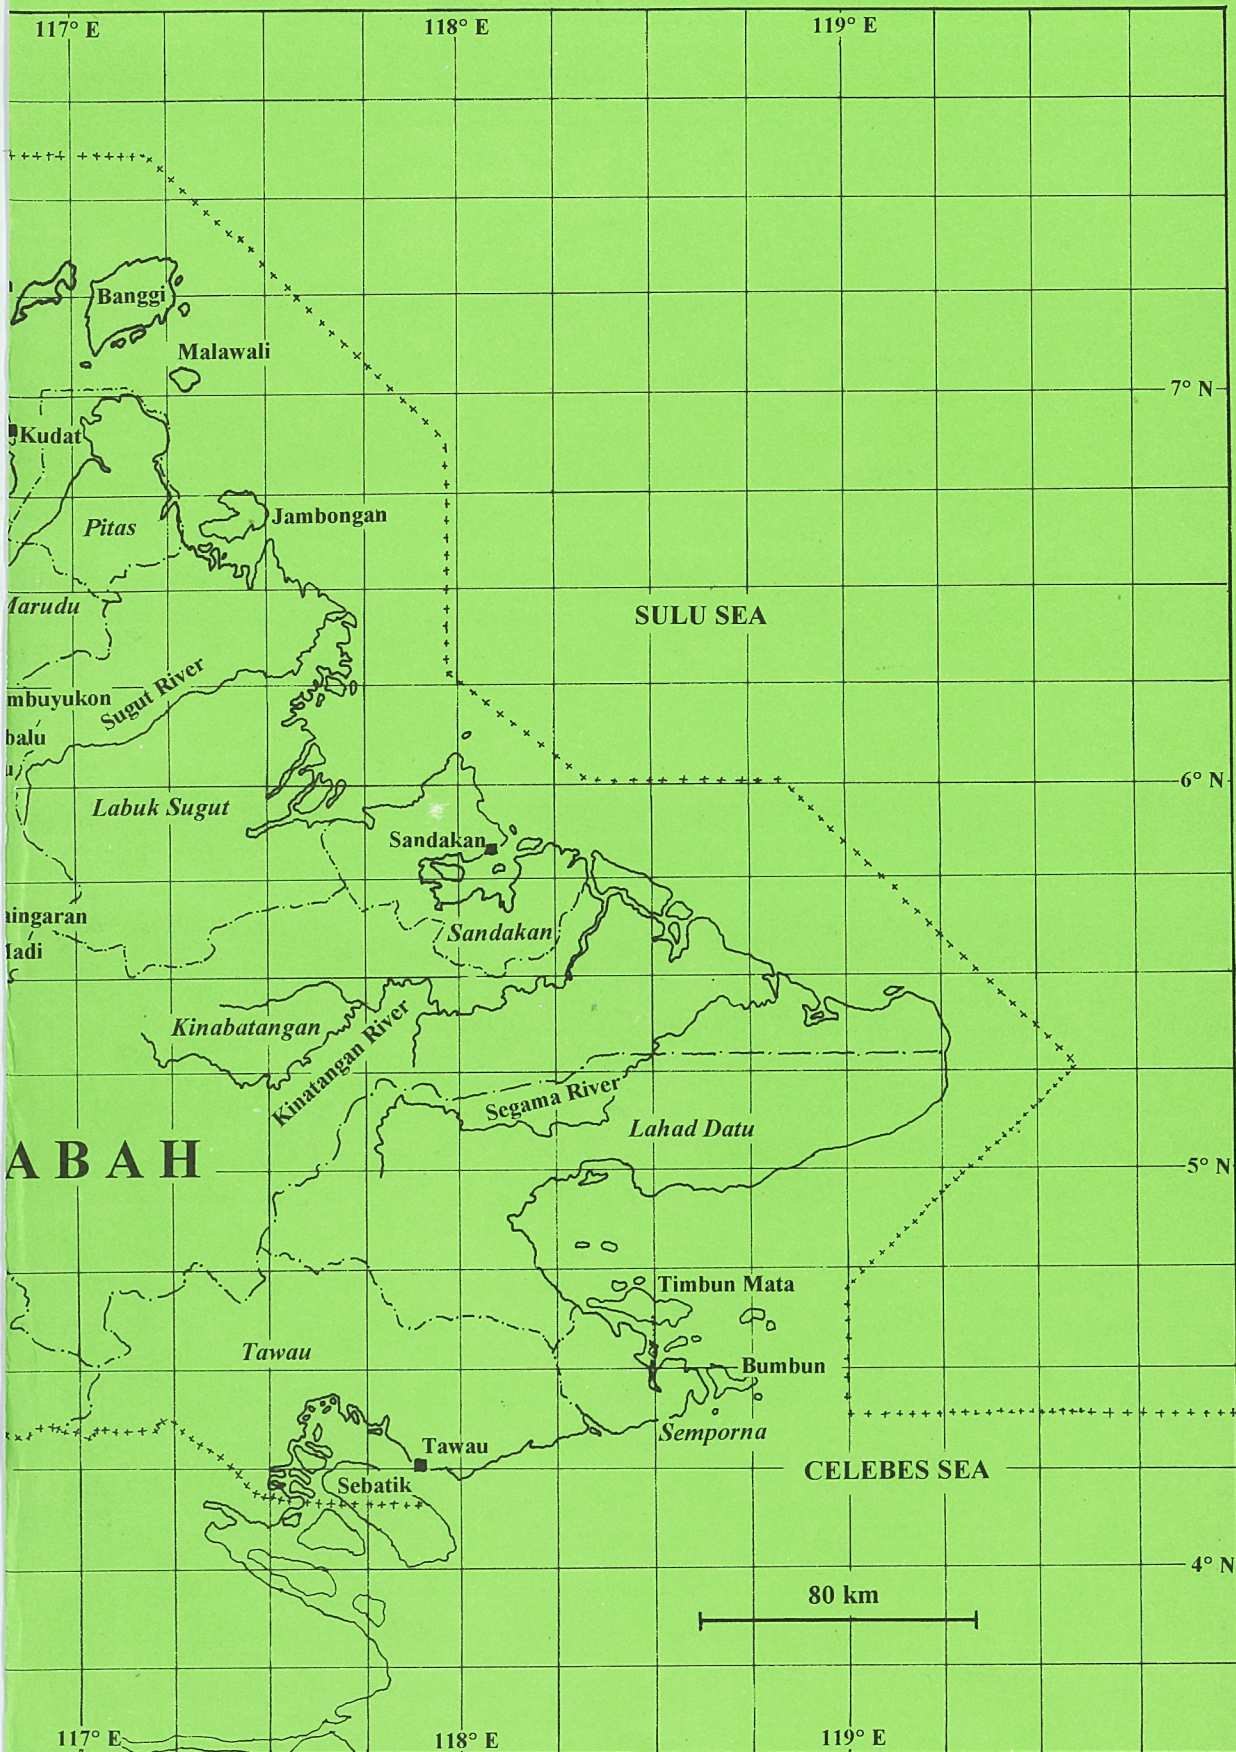 117° E
118° E
119° E
Banggi
Malawali
7° N
Kudat
Jambongan
Pitas
Marudu
SULU SEA
mbuyukon
Sugut River
balu
u
6° N
Labuk Sugut
Sandakan
aingaran
Sandakan
Madi
Kinabatangan
Kinatangan River
Segama River
Lahad Datu
ABAH
5° N
Timbun Mata
Tawau
Bumbun
Semporna
Tawau
CELEBES SEA
Sebatik
4° N
80 km
117° E
118° E
119° E